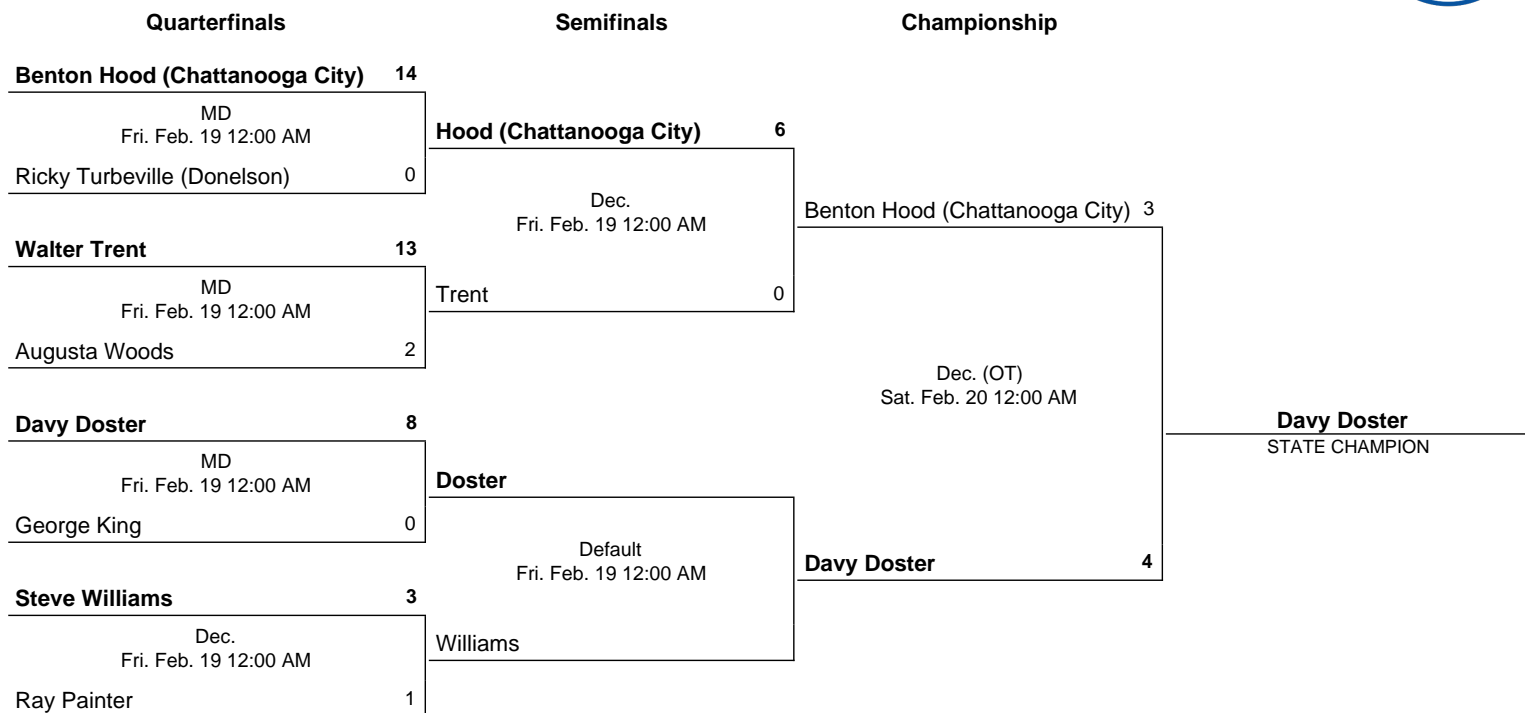 Quarterfinals Semifinals Championship
Benton Hood (Chattanooga City) 14
MD
Fri. Feb. 19 12:00 AM
Ricky Turbeville (Donelson) 0
Walter Trent 13
MD
Fri. Feb. 19 12:00 AM
Augusta Woods 2
Davy Doster 8
MD
Fri. Feb. 19 12:00 AM
George King 0
Steve Williams 3
Dec.
Fri. Feb. 19 12:00 AM
Ray Painter 1
Hood (Chattanooga City) 6
Dec.
Fri. Feb. 19 12:00 AM
Trent 0
Doster
Default
Fri. Feb. 19 12:00 AM
Williams
Benton Hood (Chattanooga City) 3
Dec. (OT)
Sat. Feb. 20 12:00 AM
Davy Doster 4
Davy Doster
STATE CHAMPION